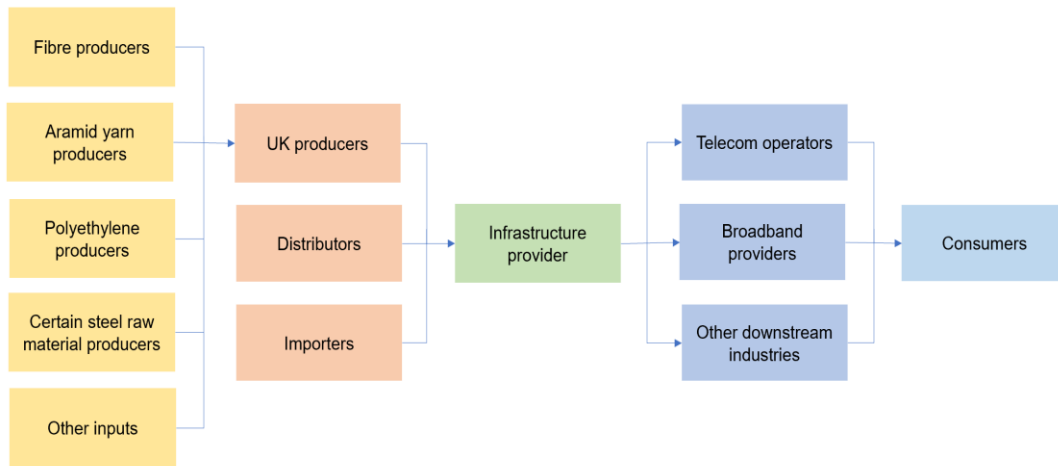 Fibre producers
Aramid yarn
producers
Polyethylene
producers
Certain steel raw
material producers
Other inputs
UK producers
Distributors
Importers
Infrastructure
provider
Telecom operators
Broadband
providers
Other downstream
industries
Consumers